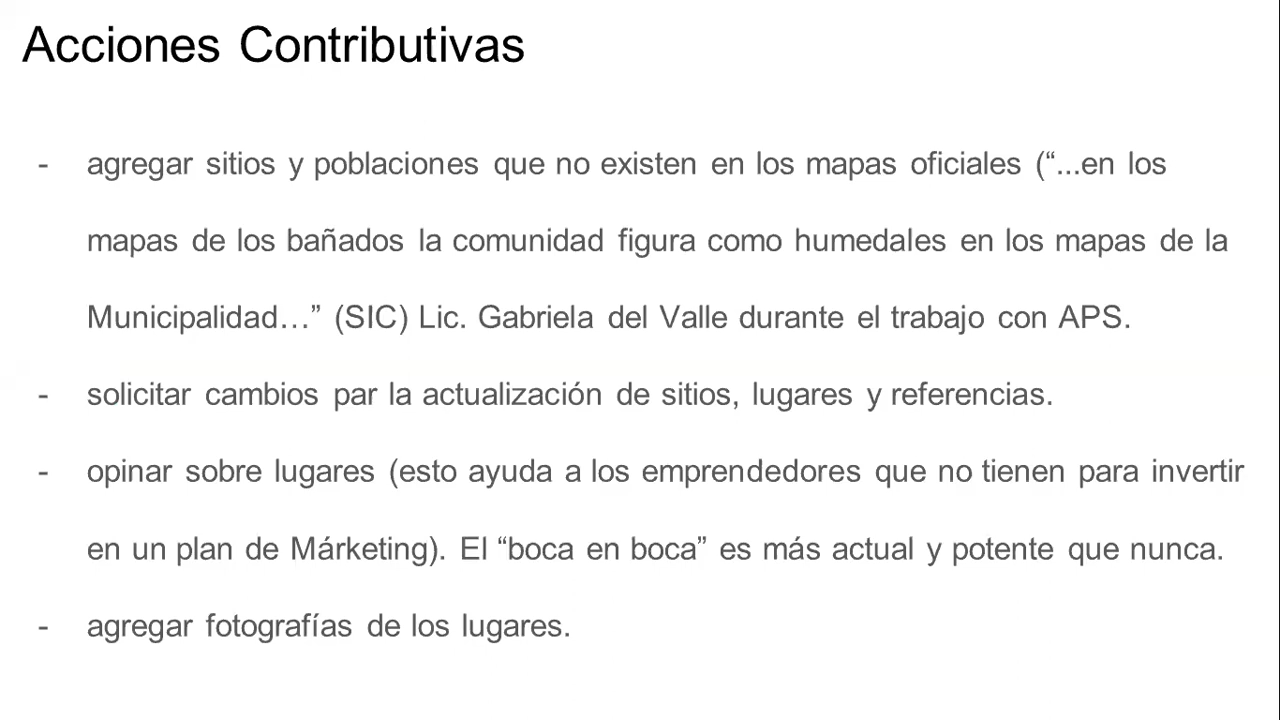 Acciones Contributivas
- agregar sitios y poblaciones que no existen en los mapas oficiales (“...en los
mapas de los bañados la comunidad figura como humedales en los mapas de la
Municipalidad…” (SIC) Lic. Gabriela del Valle durante el trabajo con APS.
- solicitar cambios par la actualización de sitios, lugares y referencias.
- opinar sobre lugares (esto ayuda a los emprendedores que no tienen para invertir
en un plan de Márketing). El “boca en boca” es más actual y potente que nunca.
- agregar fotografías de los lugares.